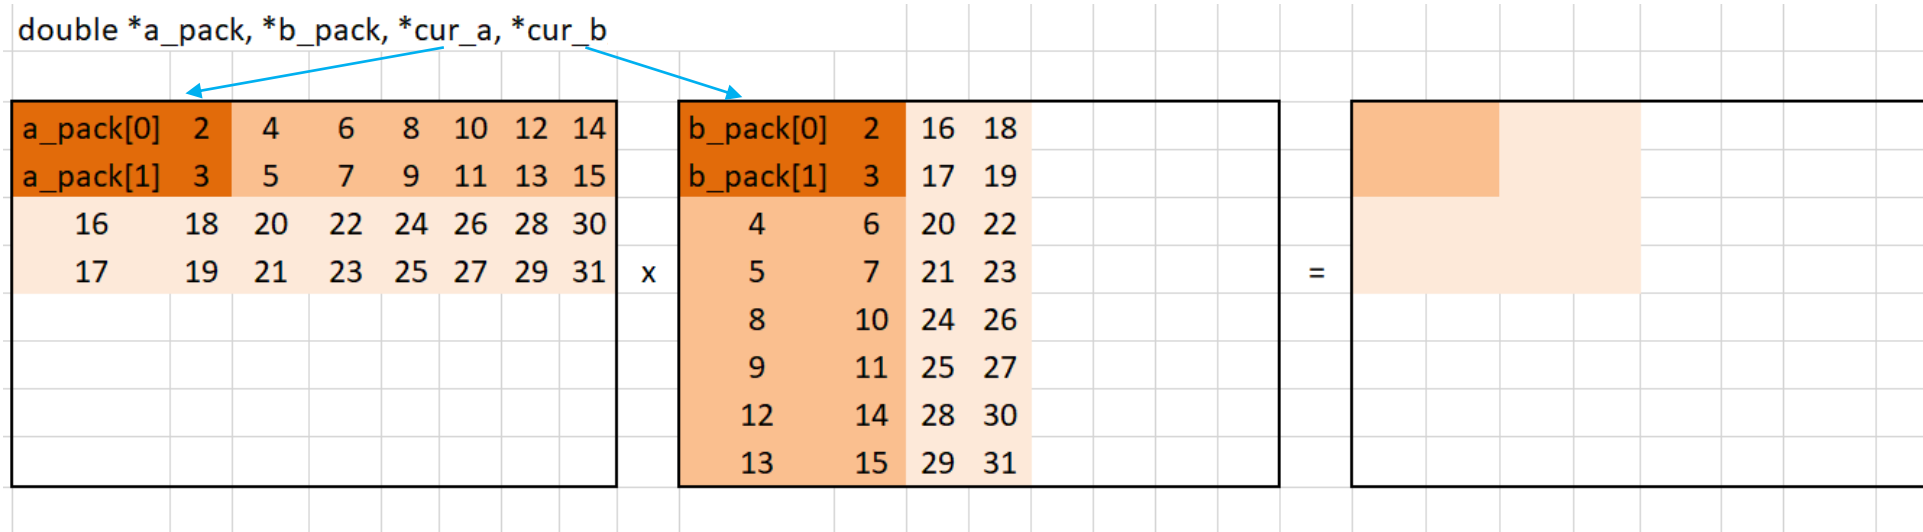 double *a_pack, *b_pack, *cur_a, *cur_b
a_pack[0] 2 4 6 8 10 12 14 b_pack[0] 2 16 18
a_pack[1] 3 5 7 9 11 13 15 b_pack[1] 3 17 19
16 18 20 22 24 26 28 30 4 6 20 22
17 19 21 23 25 27 29 31 x 5 7 21 23 =
8 10 24 26
9 11 25 27
12 14 28 30
13 15 29 31